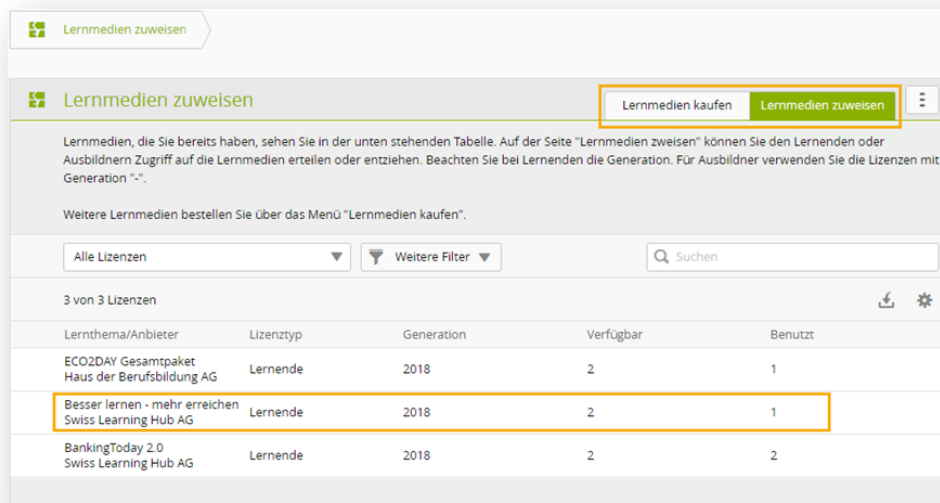 Lernmedien zuweisen
Lernmedien zuweisen
Lernmedien kaufen Lernmedien zuweisen
Lernmedien, die Sie bereits haben, sehen Sie in der unten stehenden Tabelle. Auf der Seite "Lernmedien zweisen" können Sie den Lernenden oder
Ausbildnern Zugriff auf die Lernmedien erteilen oder entziehen. Beachten Sie bei Lernenden die Generation. Für Ausbildner verwenden Sie die Lizenzen mit
Generation "-".
Weitere Lernmedien bestellen Sie über das Menü "Lernmedien kaufen".
Alle Lizenzen Weitere Filter Suchen
3 von 3 Lizenzen
Lernthema/Anbieter Lizenztyp Generation Verfügbar Benutzt
ECO2DAY Gesamtpaket
Haus der Berufsbildung AG Lernende 2018 2 1
Besser lernen - mehr erreichen
Swiss Learning Hub AG Lernende 2018 2 1
BankingToday 2.0
Swiss Learning Hub AG Lernende 2018 2 2